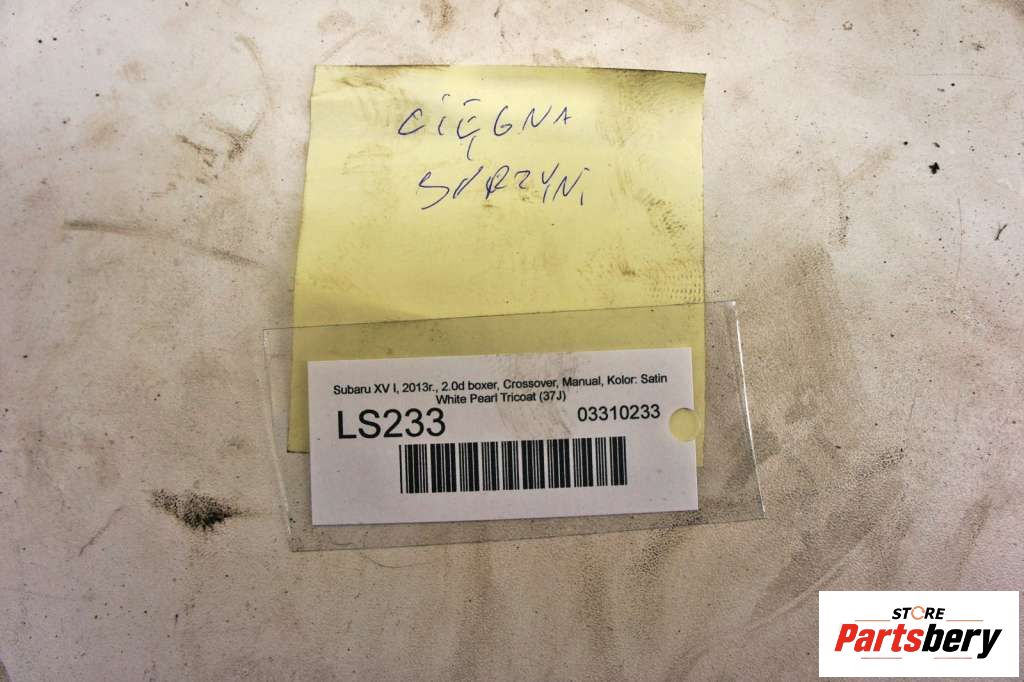 CIĘGNA
SKRZYNI
Subaru XV I, 2013r., 2.0d boxer, Crossover, Manual, Kolor: Satin
White Pearl Tricoat (37J)
LS233 03310233
STORE
Partsbery